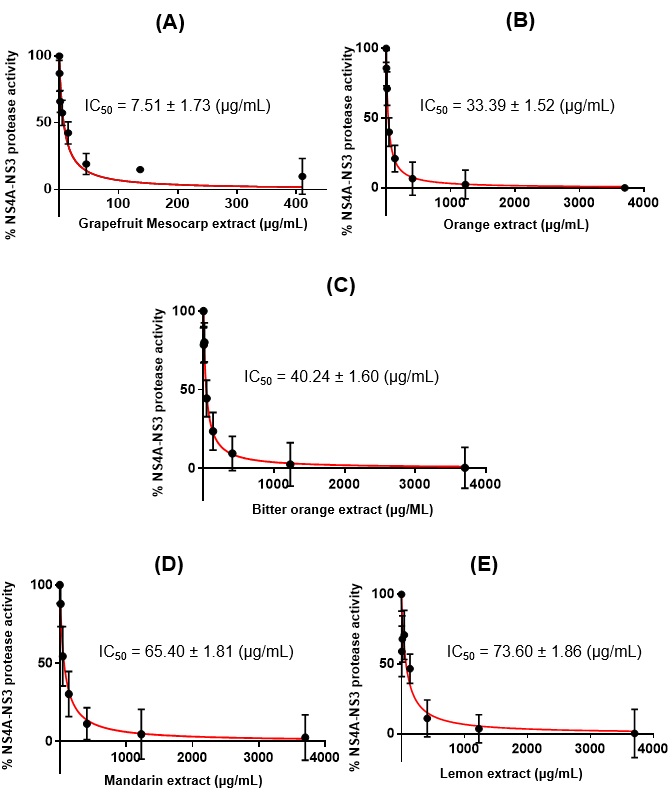 (A)
% NS4A-NS3 protease activity
100
50
0
IC50 = 7.51 ± 1.73 (µg/mL)
100
200
300
400
Grapefruit Mesocarp extract (µg/mL)
(B)
% NS4A-NS3 protease activity
100
50
0
IC50 = 33.39 ± 1.52 (µg/mL)
1000
2000
3000
4000
Orange extract (µg/mL)
(C)
% NS4A-NS3 protease activity
100
50
0
IC50 = 40.24 ± 1.60 (µg/mL)
1000
2000
3000
4000
Bitter orange extract (µg/ML)
(D)
% NS4A-NS3 protease activity
100
50
0
IC50 = 65.40 ± 1.81 (µg/mL)
1000
2000
3000
4000
Mandarin extract (µg/mL)
(E)
% NS4A-NS3 protease activity
100
50
0
IC50 = 73.60 ± 1.86 (µg/mL)
1000
2000
3000
4000
Lemon extract (µg/mL)